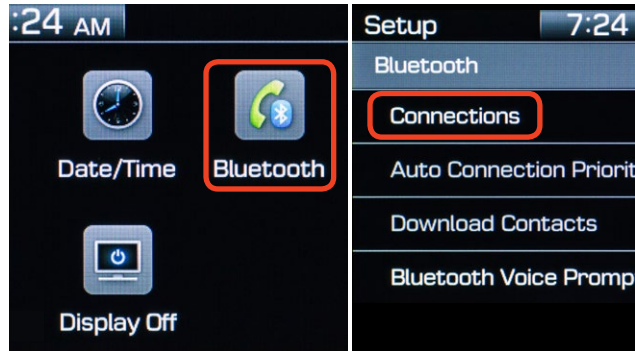 :24 AM
Date/Time
Bluetooth
Display Off
Setup
7:24
Bluetooth
Connections
Auto Connection Priorit
Download Contacts
Bluetooth Voice Promp